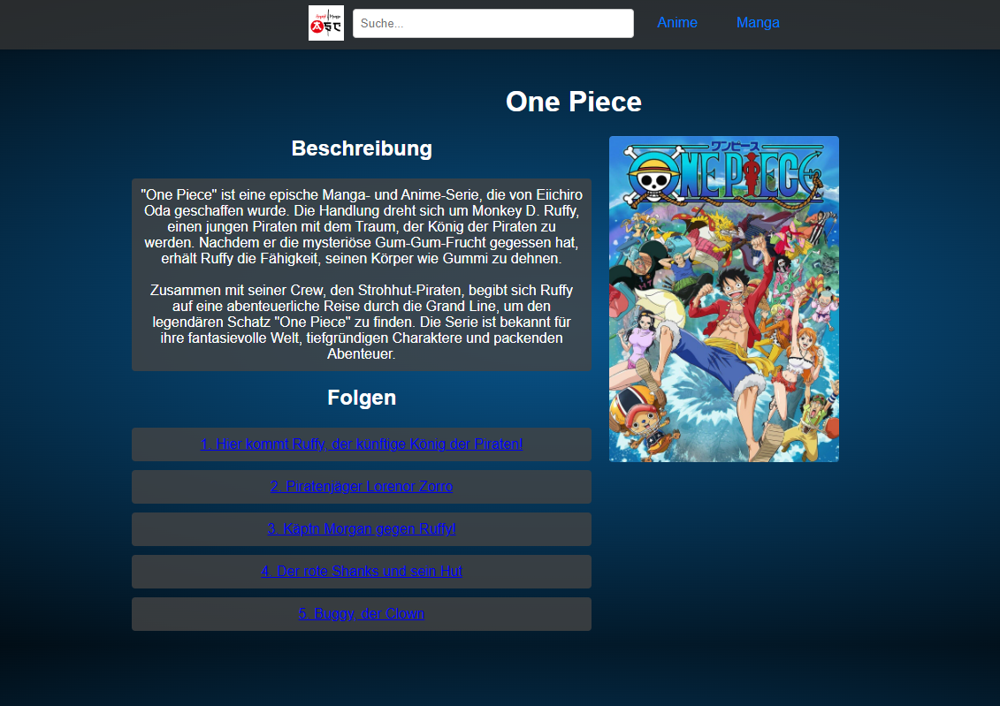 Suche...
Anime
Manga
One Piece
Beschreibung
"One Piece" ist eine epische Manga- und Anime-Serie, die von Eiichiro
Oda geschaffen wurde. Die Handlung dreht sich um Monkey D. Ruffy,
einen jungen Piraten mit dem Traum, der König der Piraten zu
werden. Nachdem er die mysteriöse Gum-Gum-Frucht gegessen hat,
erhält Ruffy die Fähigkeit, seinen Körper wie Gummi zu dehnen.
Zusammen mit seiner Crew, den Strohhut-Piraten, begibt sich Ruffy
auf eine abenteuerliche Reise durch die Grand Line, um den
legendären Schatz "One Piece" zu finden. Die Serie ist bekannt für
ihre fantasievolle Welt, tiefgründigen Charaktere und packenden
Abenteuer.
ワンピース
ONE PIECE
Folgen
1. Hier kommt Ruffy, der künftige König der Piraten!
2. Piratenjäger Lorenor Zorro
3. Käptn Morgan gegen Ruffy!
4. Der rote Shanks und sein Hut
5. Buggy, der Clown